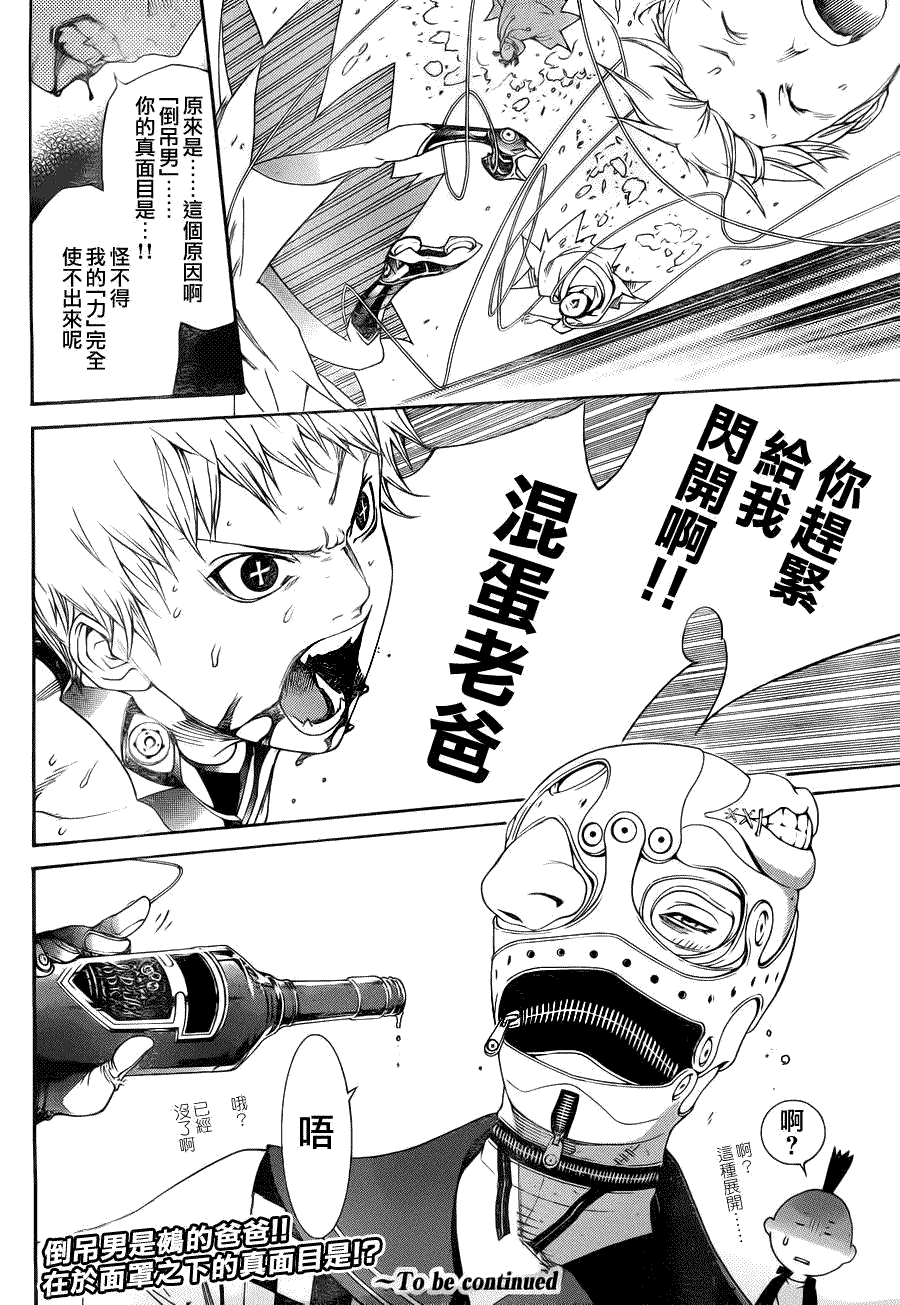 原來是……這個原因啊
「倒吊男」……
你的真面目是…!!
怪不得
我的「力」完全
使不出來呢
你趕緊
給我
閃開啊!!
混蛋老爸
唔
哦?
已經
沒了啊
啊?
啊?
這種展開……
倒吊男是鵺的爸爸!!
在於面罩之下的真面目是!?
~To be continued